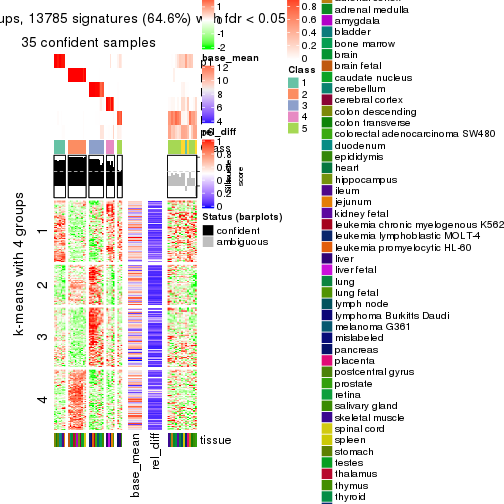 ups, 13785 signatures (64.6%) with fdr < 0.05
35 confident samples
k-means with 4 groups
1
2
3
4
base_mean
rel_diff
tissue
1
0.5
0
-1
-2
base_mean
12
10
8
6
4
rel_diff
1
0.8
0.6
0.4
0.2
0
Silhouette
score
0.8
0.6
0.4
0.2
0
Class
1
2
3
4
5
Status (barplots)
confident
ambiguous
adrenal medulla
amygdala
bladder
bone marrow
brain
brain fetal
caudate nucleus
cerebellum
cerebral cortex
colon descending
colon transverse
colorectal adenocarcinoma SW480
duodenum
epididymis
heart
hippocampus
ileum
jejunum
kidney fetal
leukemia chronic myelogenous K562
leukemia lymphoblastic MOLT-4
leukemia promyelocytic HL-60
liver
liver fetal
lung
lung fetal
lymph node
lymphoma Burkitts Daudi
melanoma G361
mislabeled
pancreas
placenta
postcentral gyrus
prostate
retina
salivary gland
skeletal muscle
spinal cord
spleen
stomach
testes
thalamus
thymus
thyroid